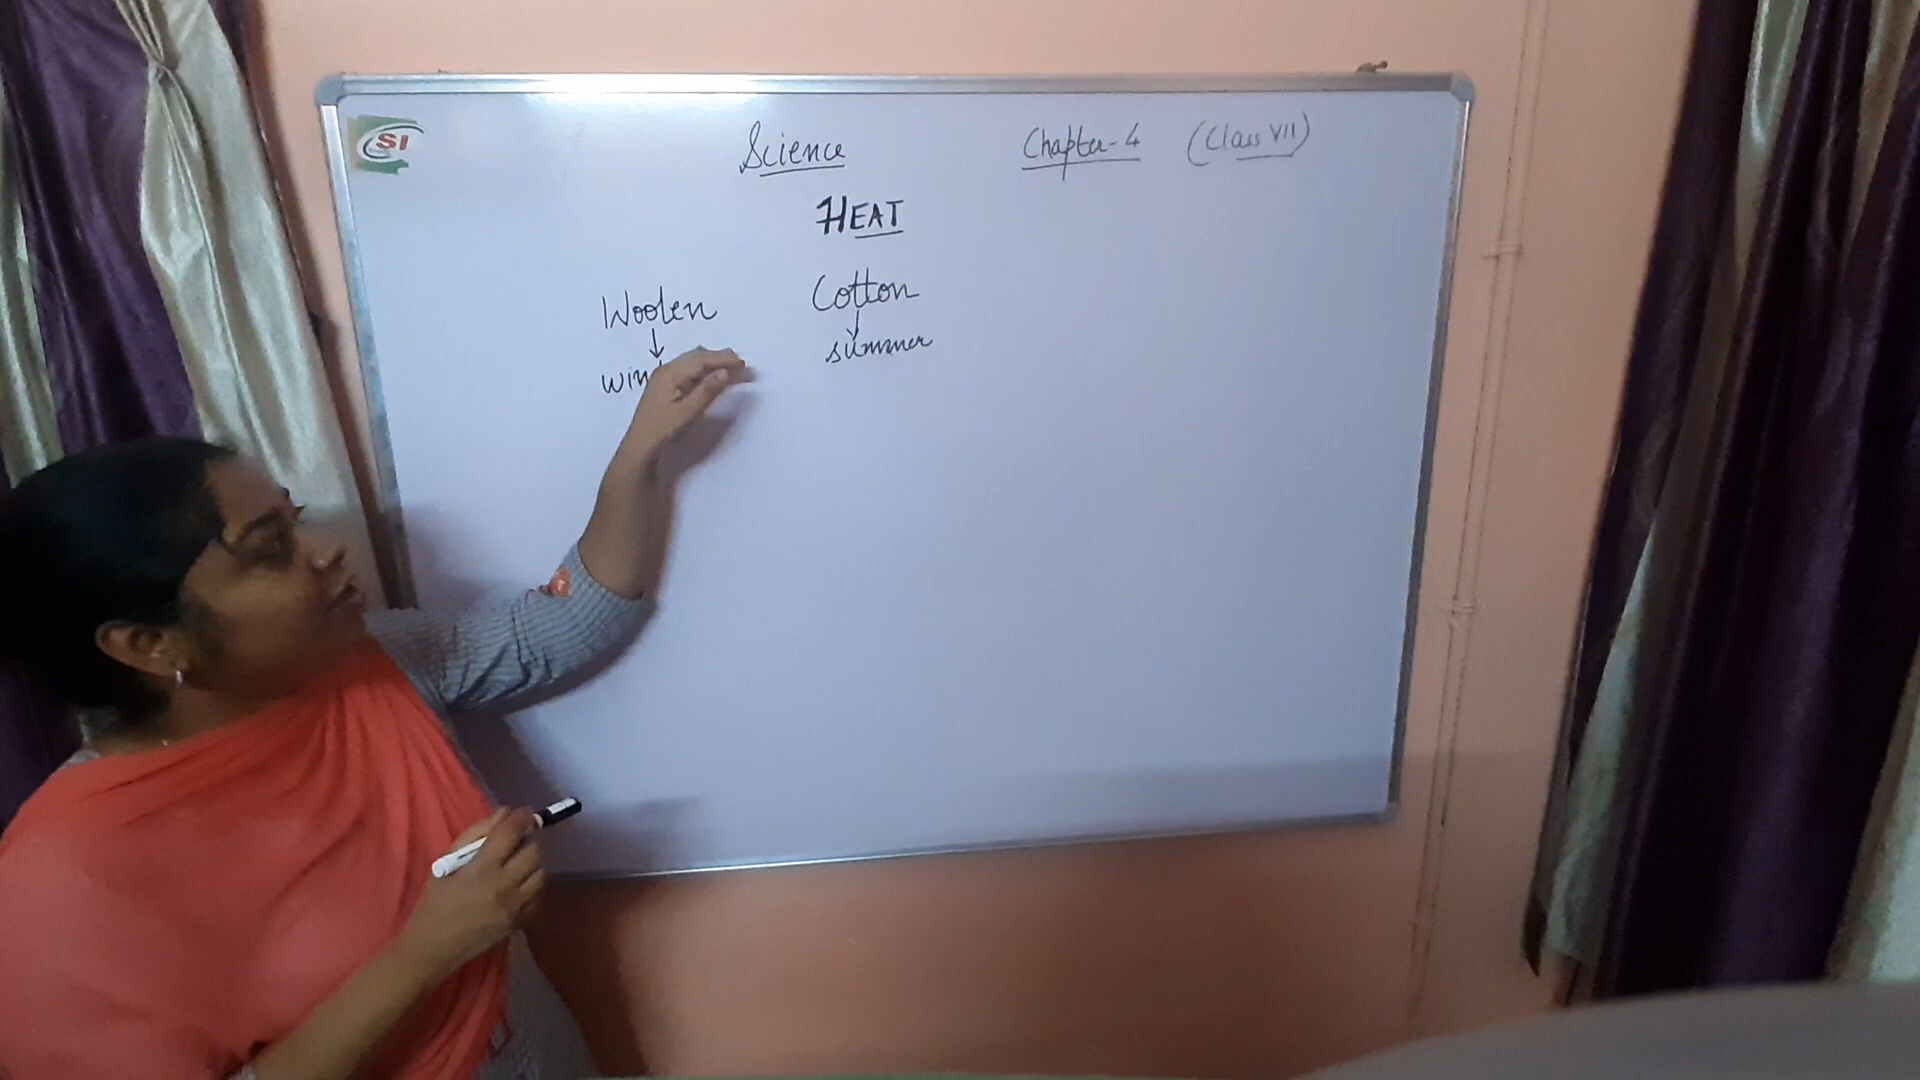 SI
Science Chapter-4 (Class VII)
HEAT
Woolen Cotton
summer